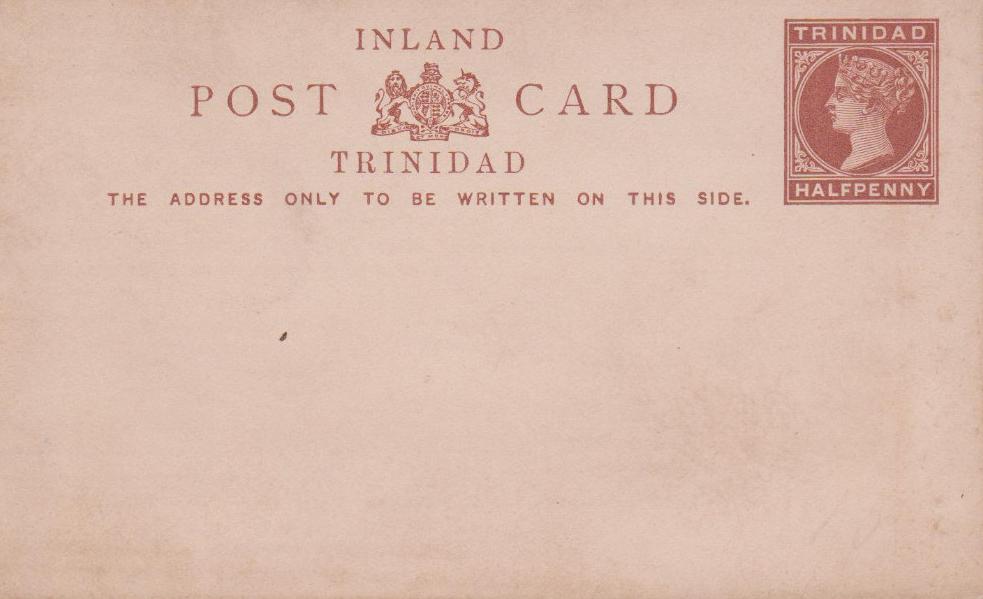 INLAND
POST CARD
TRINIDAD
THE ADDRESS ONLY TO BE WRITTEN ON THIS SIDE.
TRINIDAD
HALFPENNY